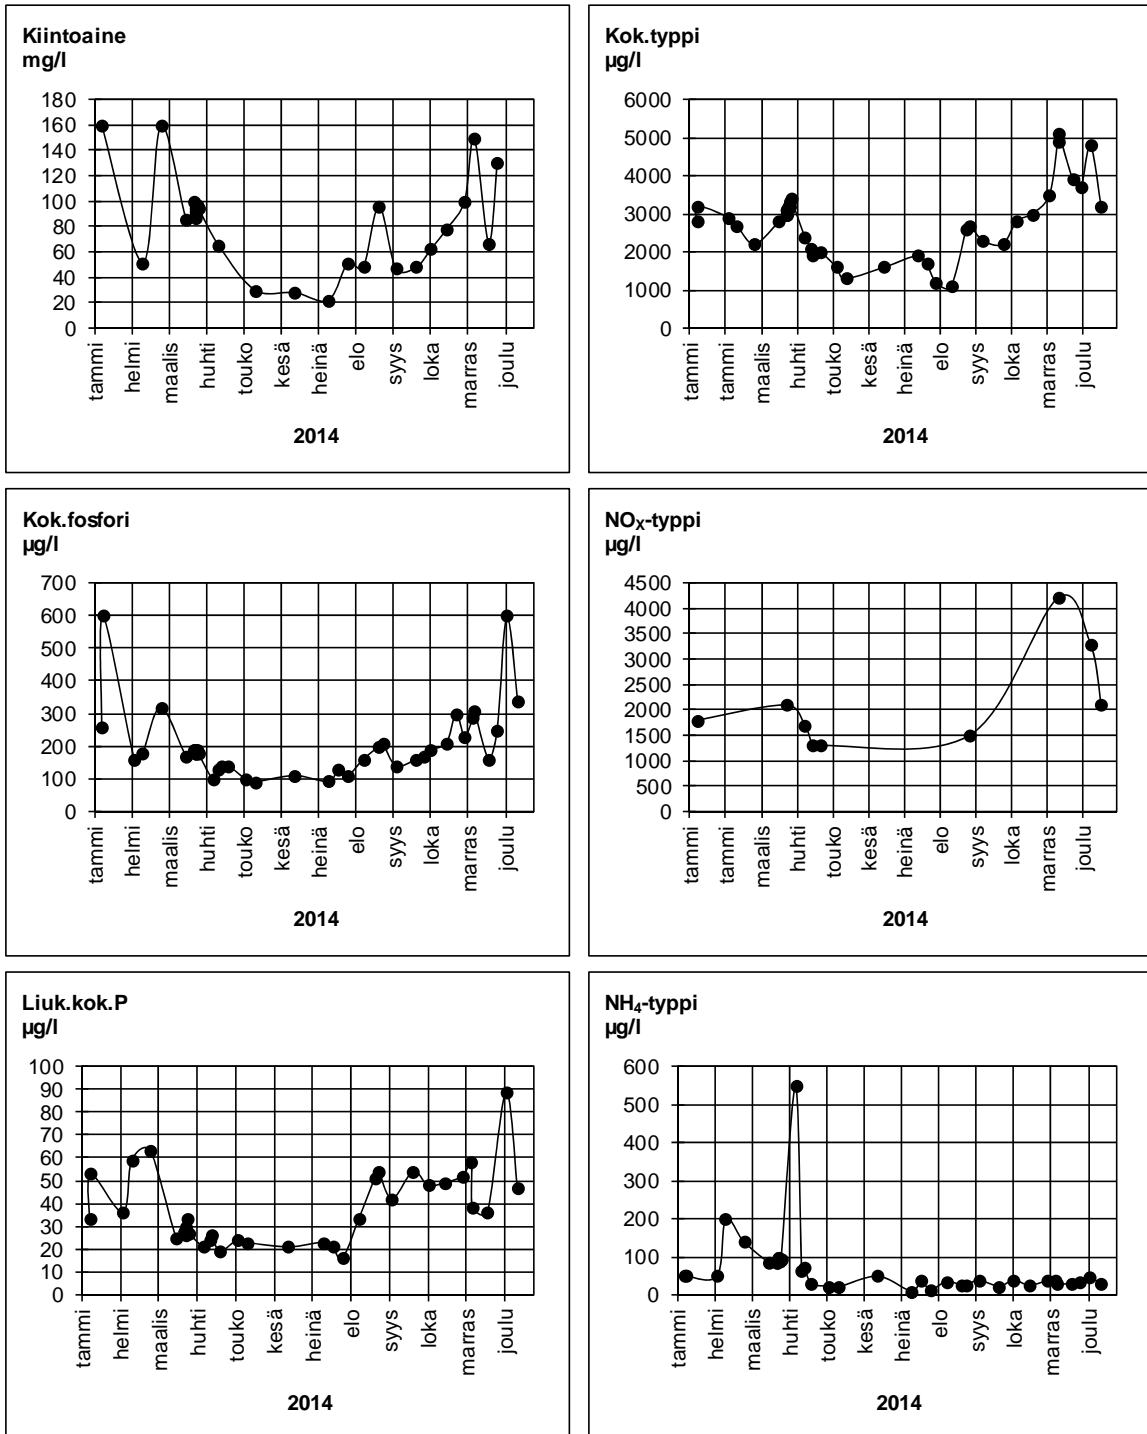 Kiintoaine
mg/l
180
160
140
120
100
80
60
40
20
0
tammi
helmi
maalis
huhti
touko
kesä
heinä
elo
syys
loka
marras
joulu
2014
Kok.typpi
µg/l
6000
5000
4000
3000
2000
1000
0
tammi
tammi
maalis
huhti
touko
kesä
heinä
elo
syys
loka
marras
joulu
2014
Kok.fosfori
µg/l
700
600
500
400
300
200
100
0
tammi
helmi
maalis
huhti
touko
kesä
heinä
elo
syys
loka
marras
joulu
2014
NOX-typpi
µg/l
4500
4000
3500
3000
2500
2000
1500
1000
500
0
tammi
tammi
maalis
huhti
touko
kesä
heinä
elo
syys
loka
marras
joulu
2014
Liuk.kok.P
µg/l
100
90
80
70
60
50
40
30
20
10
0
tammi
helmi
maalis
huhti
touko
kesä
heinä
elo
syys
loka
marras
joulu
2014
NH4-typpi
µg/l
600
500
400
300
200
100
0
tammi
helmi
maalis
huhti
touko
kesä
heinä
elo
syys
loka
marras
joulu
2014